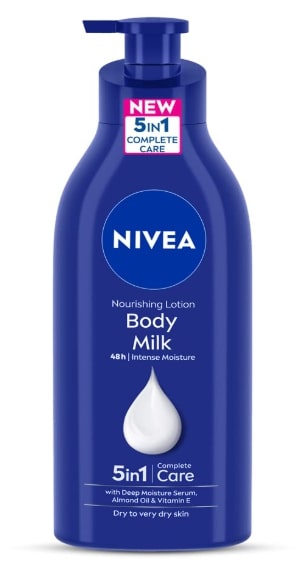 NEW
5IN1
COMPLETE
CARE
NIVEA
Nourishing Lotion
Body
Milk
48h | Intense Moisture
5in1 | Complete
Care
with Deep Moisture Serum,
Almond Oil & Vitamin E
Dry to very dry skin